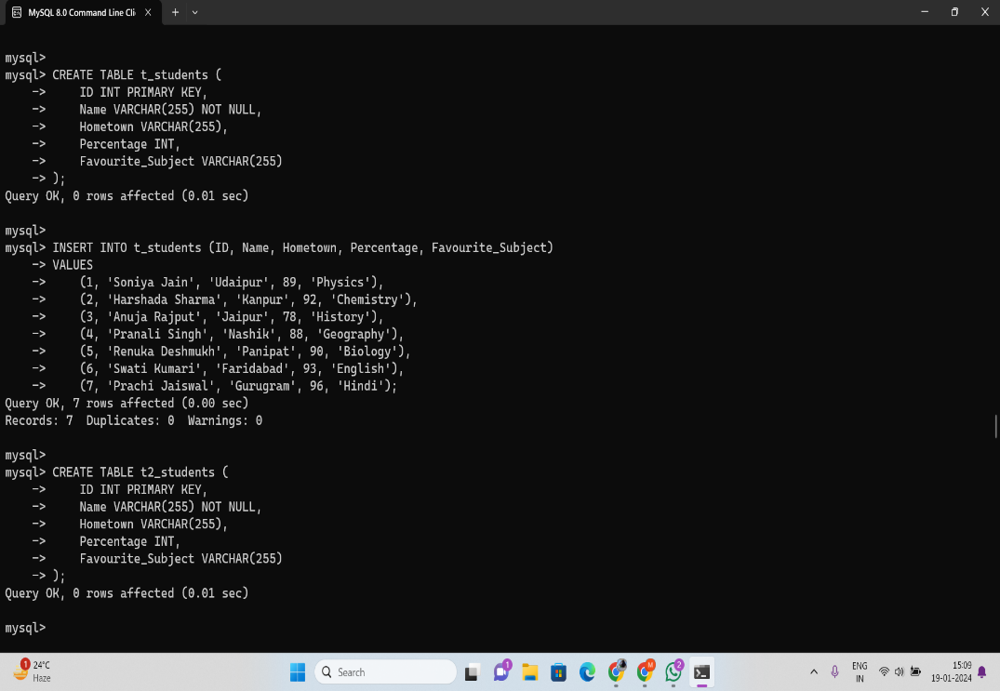 MySQL 8.0 Command Line Cli
mysql>
mysql> CREATE TABLE t_students (
    ->     ID INT PRIMARY KEY,
    ->     Name VARCHAR(255) NOT NULL,
    ->     Hometown VARCHAR(255),
    ->     Percentage INT,
    ->     Favourite_Subject VARCHAR(255)
    -> );
Query OK, 0 rows affected (0.01 sec)
mysql>
mysql> INSERT INTO t_students (ID, Name, Hometown, Percentage, Favourite_Subject)
    -> VALUES
    ->     (1, 'Soniya Jain', 'Udaipur', 89, 'Physics'),
    ->     (2, 'Harshada Sharma', 'Kanpur', 92, 'Chemistry'),
    ->     (3, 'Anuja Rajput', 'Jaipur', 78, 'History'),
    ->     (4, 'Pranali Singh', 'Nashik', 88, 'Geography'),
    ->     (5, 'Renuka Deshmukh', 'Panipat', 90, 'Biology'),
    ->     (6, 'Swati Kumari', 'Faridabad', 93, 'English'),
    ->     (7, 'Prachi Jaiswal', 'Gurugram', 96, 'Hindi');
Query OK, 7 rows affected (0.00 sec)
Records: 7  Duplicates: 0  Warnings: 0
mysql>
mysql> CREATE TABLE t2_students (
    ->     ID INT PRIMARY KEY,
    ->     Name VARCHAR(255) NOT NULL,
    ->     Hometown VARCHAR(255),
    ->     Percentage INT,
    ->     Favourite_Subject VARCHAR(255)
    -> );
Query OK, 0 rows affected (0.01 sec)
mysql>
1
24°C
Haze
Search
1
M
2
ENG
IN
15:09
19-01-2024